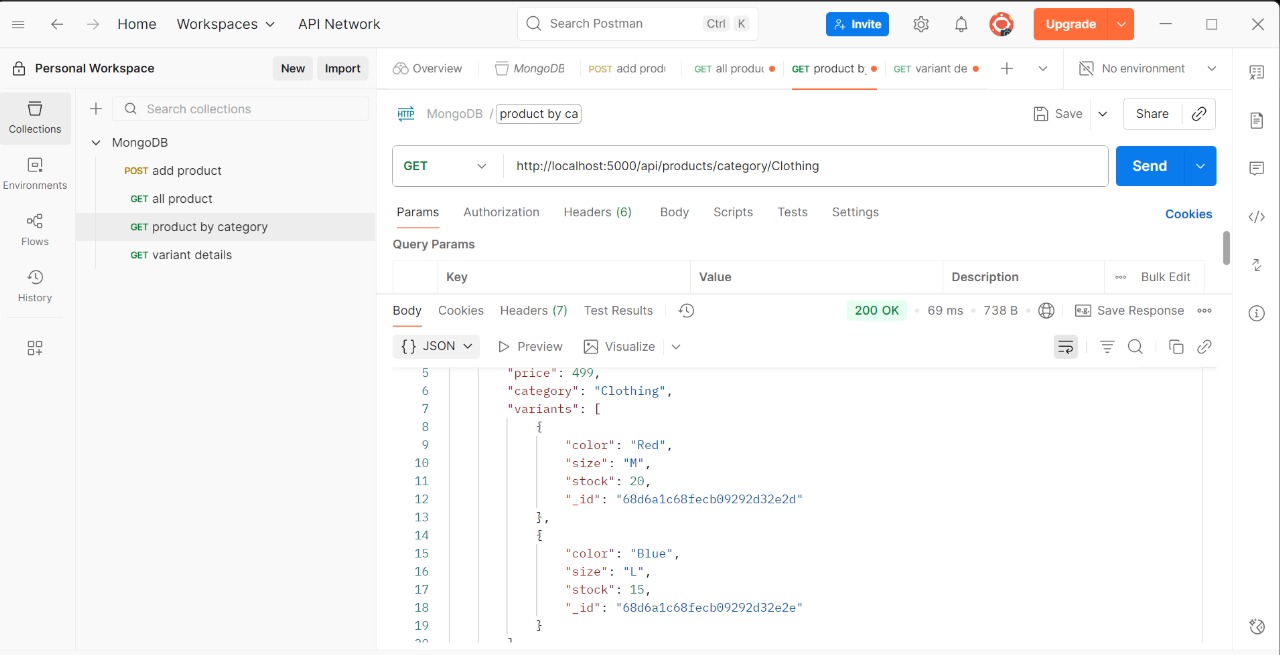 Home Workspaces API Network Search Postman Ctrl K Invite Upgrade
Personal Workspace New Import Overview MongoDB POST add prod GET all produc GET product b GET variant de No environment
Collections
Search collections
MongoDB / product by ca Save Share
MongoDB
POST add product
GET all product
GET product by category
GET variant details
Environments
Flows
History
GET http://localhost:5000/api/products/category/Clothing Send
Params Authorization Headers (6) Body Scripts Tests Settings Cookies
Query Params
Key Value Description Bulk Edit
Body Cookies Headers (7) Test Results 200 OK 69 ms 738 B e.g. Save Response
{} JSON Preview Visualize
5 "price": 499,
6 "category": "Clothing",
7 "variants": [
8 {
9 "color": "Red",
10 "size": "M",
11 "stock": 20,
12 "_id": "68d6a1c68fecb09292d32e2d"
13 },
14 {
15 "color": "Blue",
16 "size": "L",
17 "stock": 15,
18 "_id": "68d6a1c68fecb09292d32e2e"
19 }
20 ]